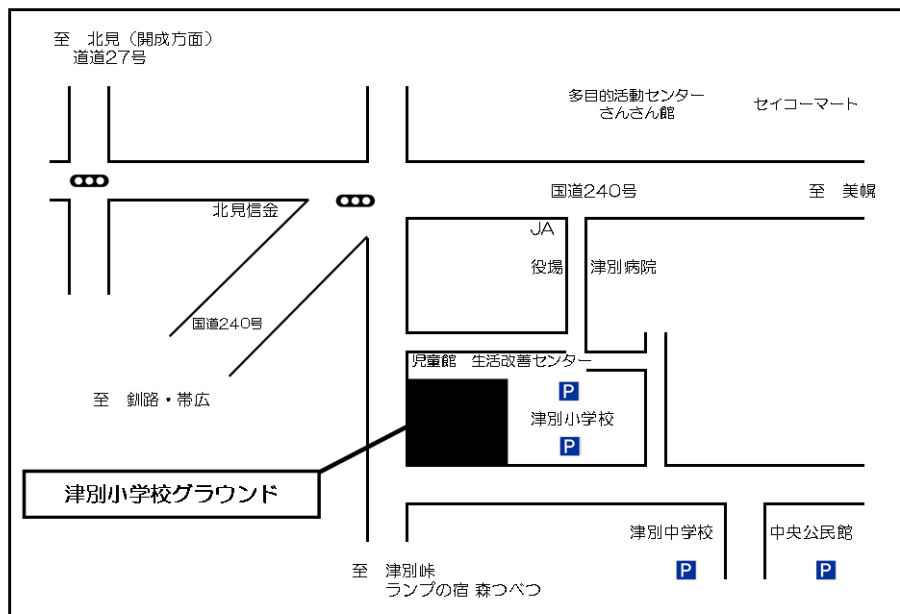 至 北見（開成方面）
道道27号
多目的活動センター
さんさん館
セイコーマート
国道240号
至 美幌
北見信金
JA
役場
津別病院
国道240号
児童館 生活改善センター
至 釧路・帯広
P
津別小学校
P
津別小学校グラウンド
津別中学校
中央公民館
P
P
至 津別峠
ランプの宿 森つべつ